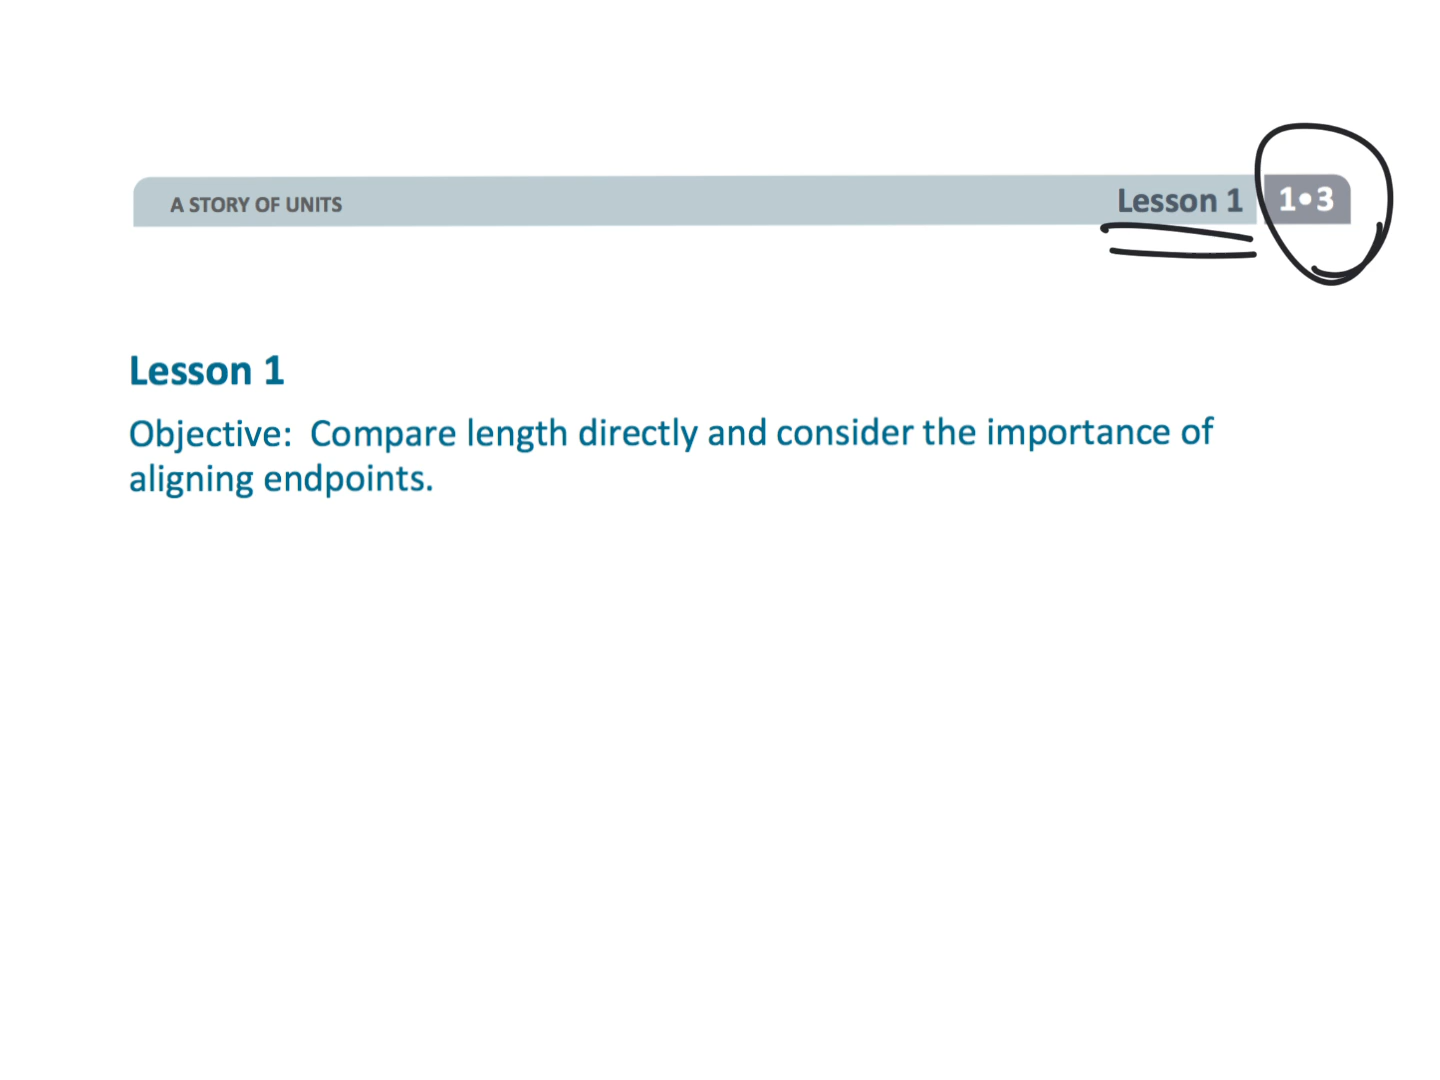 A STORY OF UNITS
Lesson 1
1•3
Lesson 1
Objective:  Compare length directly and consider the importance of
aligning endpoints.